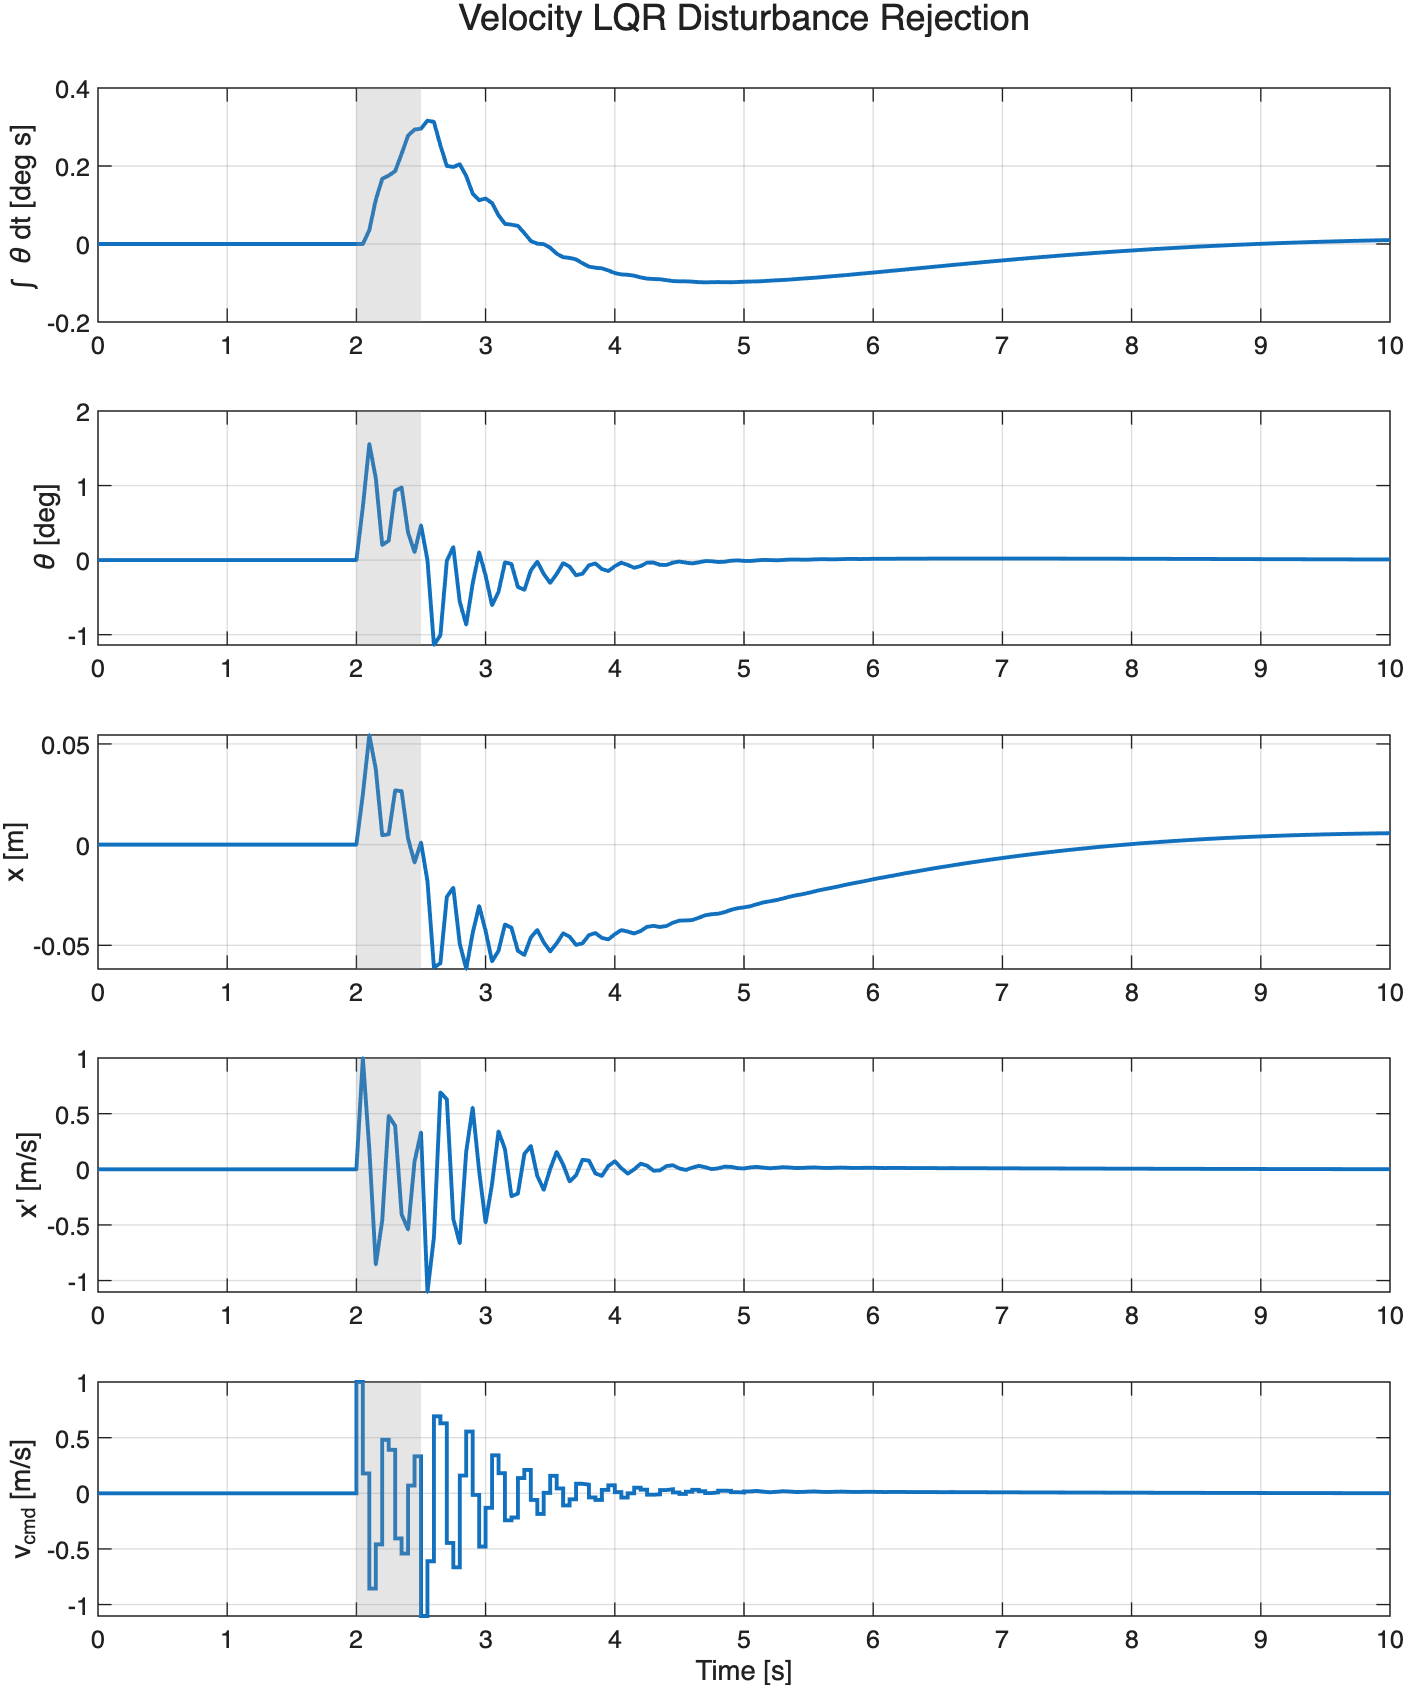 Velocity LQR Disturbance Rejection
∫ θ dt [deg s]
0.4
0.2
0
-0.2
0 1 2 3 4 5 6 7 8 9 10
θ [deg]
2
1
0
-1
0 1 2 3 4 5 6 7 8 9 10
x [m]
0.05
0
-0.05
0 1 2 3 4 5 6 7 8 9 10
x' [m/s]
1
0.5
0
-0.5
-1
0 1 2 3 4 5 6 7 8 9 10
v_cmd [m/s]
1
0.5
0
-0.5
-1
0 1 2 3 4 5 6 7 8 9 10
Time [s]